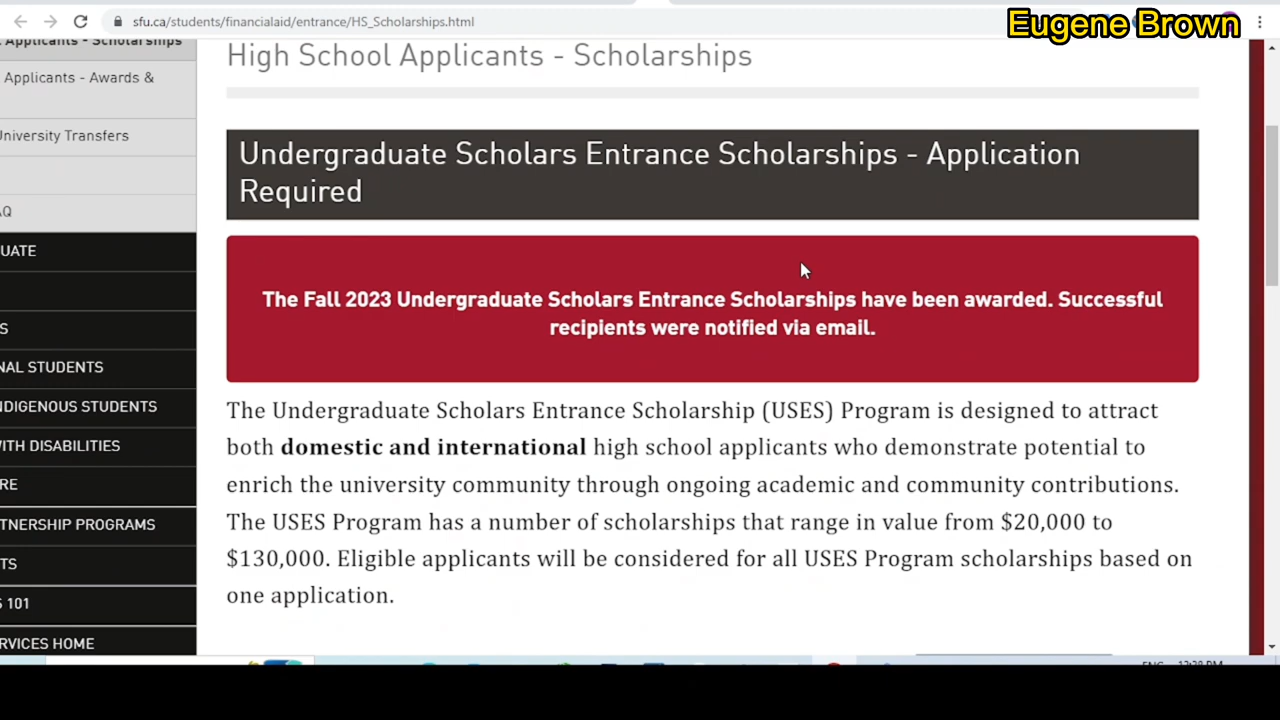 sfu.ca/students/financialaid/entrance/HS_Scholarships.html
Eugene Brown
Applicants - Scholarships
Applicants - Awards &
University Transfers
AQ
UATE
S
NAL STUDENTS
NDIGENOUS STUDENTS
WITH DISABILITIES
RE
RTNERSHIP PROGRAMS
TS
S 101
RVICES HOME
High School Applicants - Scholarships
Undergraduate Scholars Entrance Scholarships - Application
Required
The Fall 2023 Undergraduate Scholars Entrance Scholarships have been awarded. Successful
recipients were notified via email.
The Undergraduate Scholars Entrance Scholarship (USES) Program is designed to attract
both domestic and international high school applicants who demonstrate potential to
enrich the university community through ongoing academic and community contributions.
The USES Program has a number of scholarships that range in value from $20,000 to
$130,000. Eligible applicants will be considered for all USES Program scholarships based on
one application.